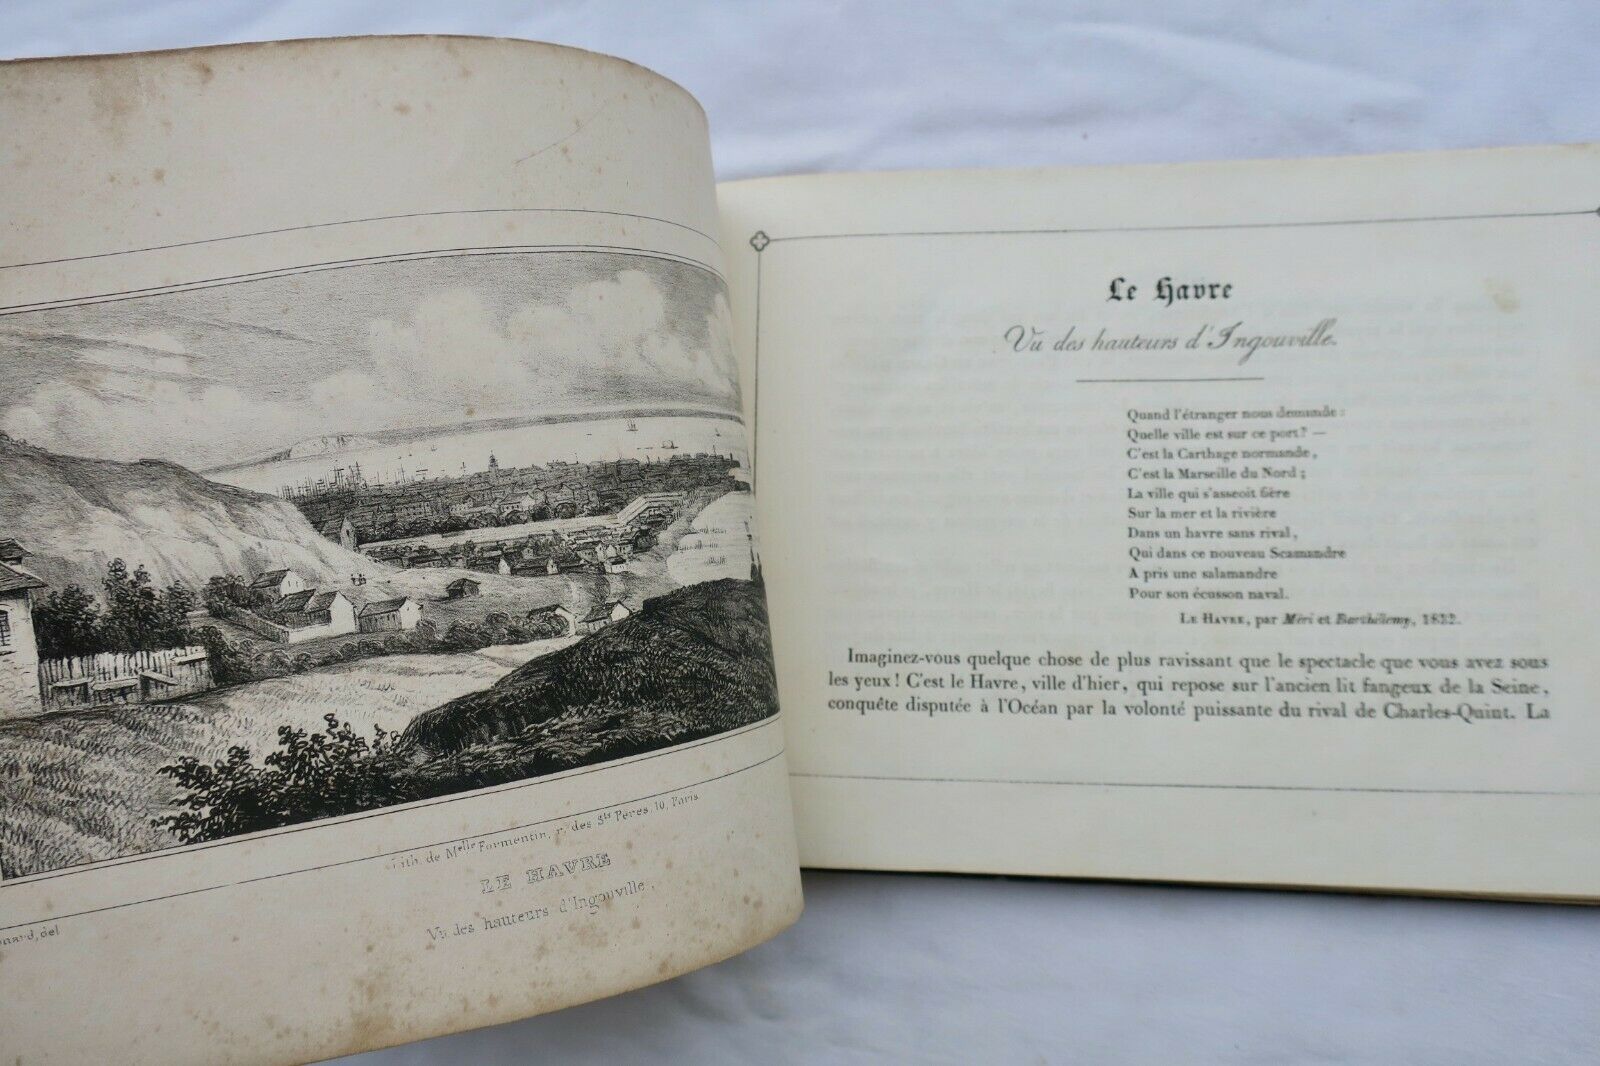 Lith. de Melle Formentin, r. des Sts Pères, 10, Paris
LE HAVRE
Vu des hauteurs d'Ingouville.
del
Le Havre
Vu des hauteurs d'Ingouville.
Quand l'étranger nous demande :
Quelle ville est sur ce port? —
C'est la Carthage normande,
C'est la Marseille du Nord ;
La ville qui s'asseoit fière
Sur la mer et la rivière
Dans un havre sans rival,
Qui dans ce nouveau Scamandre
A pris une salamandre
Pour son écusson naval.
LE HAVRE, par Méri et Barthélemy, 1832.
Imaginez-vous quelque chose de plus ravissant que le spectacle que vous avez sous
les yeux! C'est le Havre, ville d'hier, qui repose sur l'ancien lit fangeux de la Seine,
conquête disputée à l'Océan par la volonté puissante du rival de Charles-Quint. La